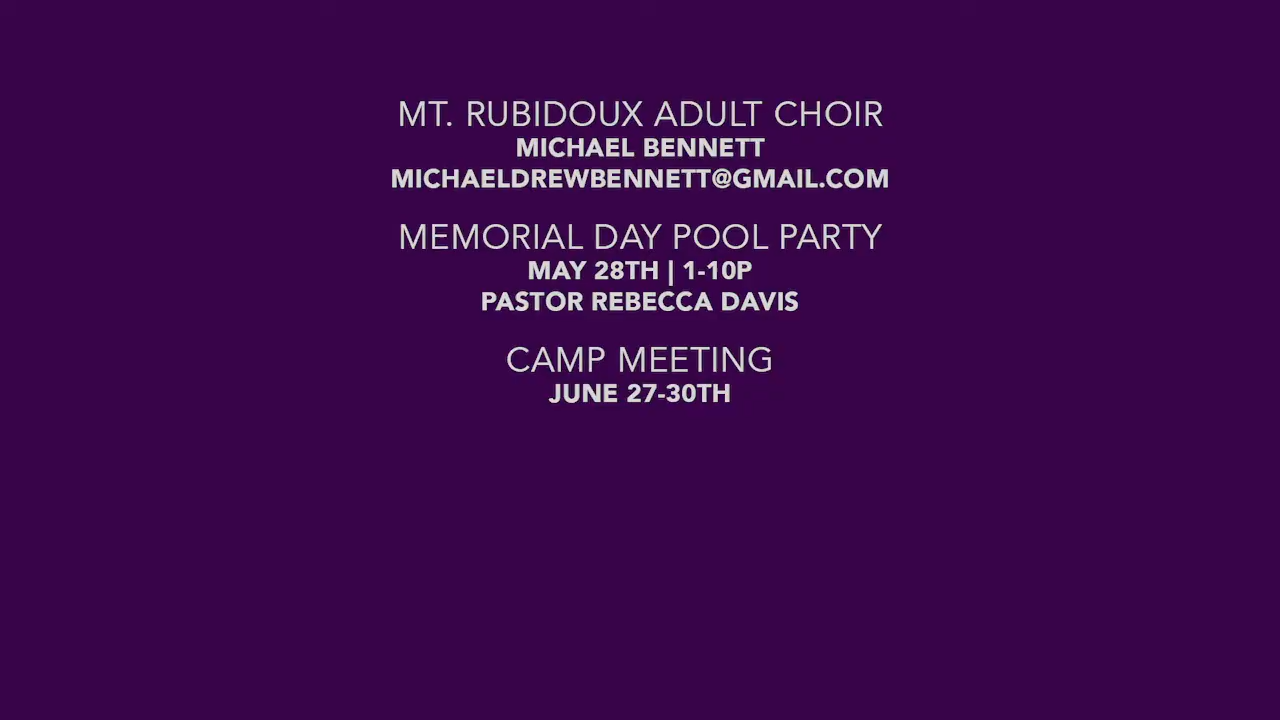 MT. RUBIDOUX ADULT CHOIR
MICHAEL BENNETT
MICHAELDREWBENNETT@GMAIL.COM
MEMORIAL DAY POOL PARTY
MAY 28TH | 1-10P
PASTOR REBECCA DAVIS
CAMP MEETING
JUNE 27-30TH